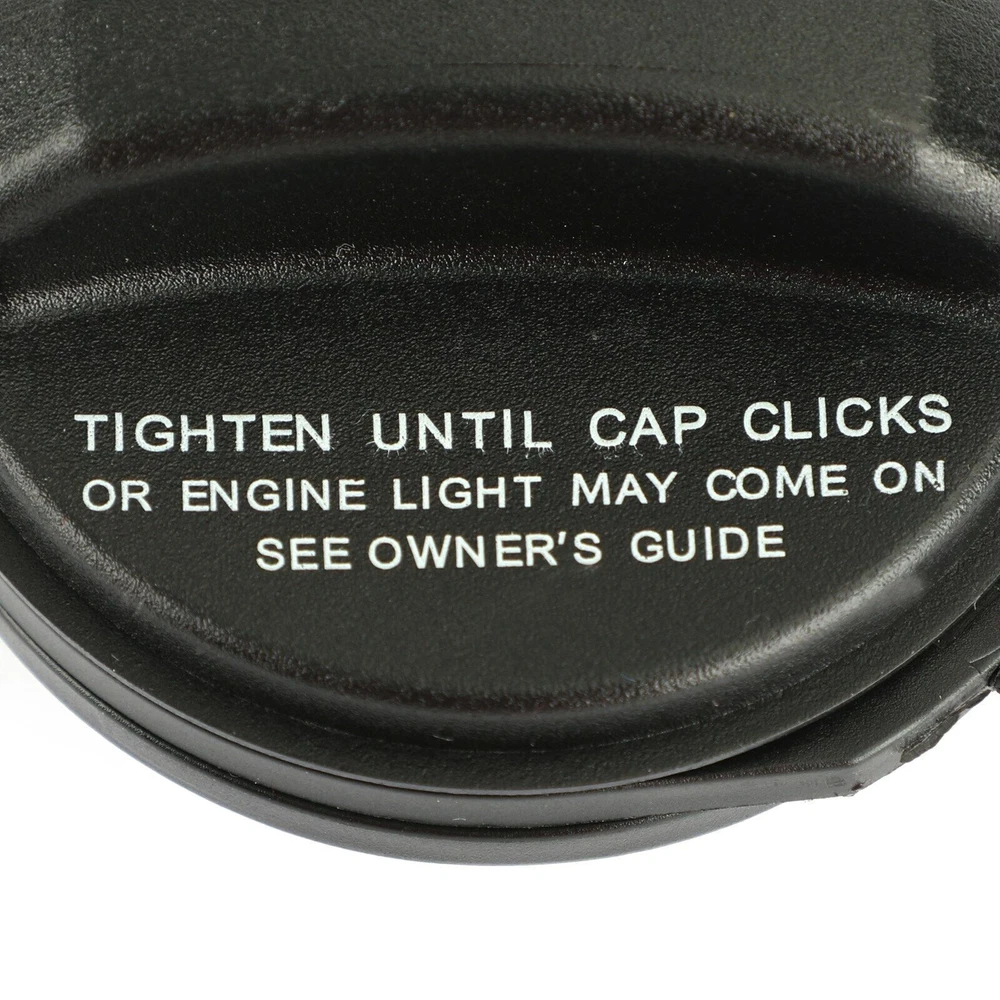 TIGHTEN UNTIL CAP CLICKS
OR ENGINE LIGHT MAY COME ON
SEE OWNER'S GUIDE